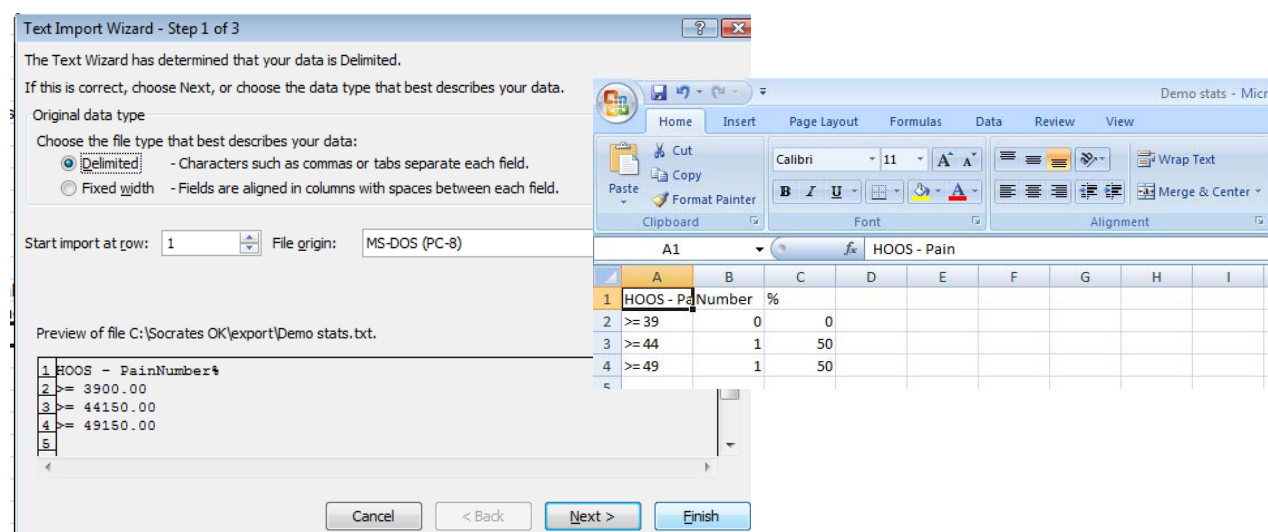 Text Import Wizard - Step 1 of 3
The Text Wizard has determined that your data is Delimited.
If this is correct, choose Next, or choose the data type that best describes your data.
Original data type
Choose the file type that best describes your data:
Delimited - Characters such as commas or tabs separate each field.
Fixed width - Fields are aligned in columns with spaces between each field.
Start import at row: 1 File origin: MS-DOS (PC-8)
Preview of file C:\Socrates OK\export\Demo stats.txt.
1 HOOS - PainNumber%
2 >= 3900.00
3 >= 44150.00
4 >= 49150.00
5
Cancel < Back Next > Finish
Demo stats - Micr
Home Insert Page Layout Formulas Data Review View
Paste
Cut
Copy
Format Painter
Calibri 11 A A
B I U A
Wrap Text
Merge & Center
Clipboard Font Alignment
A1 fx HOOS - Pain
A B C D E F G H I
1 HOOS - Pa Number %
2 >= 39 0 0
3 >= 44 1 50
4 >= 49 1 50